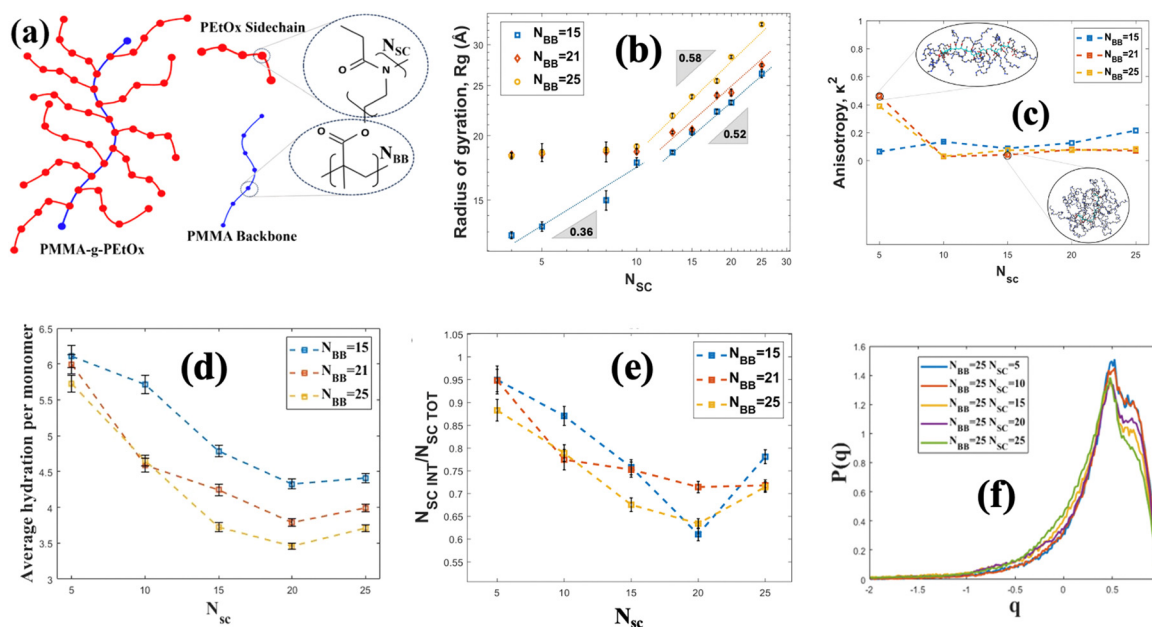 (a)
PEtOx Sidechain
N_SC
N
O
O
O
N_BB
PMMA-g-PEtOx
PMMA Backbone
(b)
Radius of gyration, Rg (Å)
30
25
20
15
N_BB=15
N_BB=21
N_BB=25
0.58
0.52
0.36
5 10 15 20 25 30
N_SC
(c)
Anisotropy, κ²
1
0.8
0.6
0.4
0.2
0
N_BB=15
N_BB=21
N_BB=25
5 10 15 20 25
N_sc
(d)
Average hydration per monomer
6.5
6
5.5
5
4.5
4
3.5
3
N_BB=15
N_BB=21
N_BB=25
5 10 15 20 25
N_sc
(e)
N_SC INT/N_SC TOT
1.05
1
0.95
0.9
0.85
0.8
0.75
0.7
0.65
0.6
0.55
0.5
N_BB=15
N_BB=21
N_BB=25
5 10 15 20 25
N_sc
(f)
P(q)
1.6
1.4
1.2
1
0.8
0.6
0.4
0.2
0
N_BB=25 N_SC=5
N_BB=25 N_SC=10
N_BB=25 N_SC=15
N_BB=25 N_SC=20
N_BB=25 N_SC=25
-2 -1.5 -1 -0.5 0 0.5
q